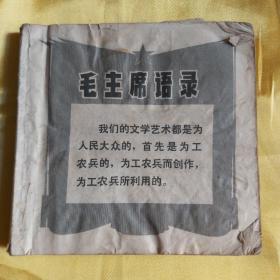 毛主席语录
我们的文学艺术都是为
人民大众的，首先是为工
农兵的，为工农兵而创作，
为工农兵所利用的。